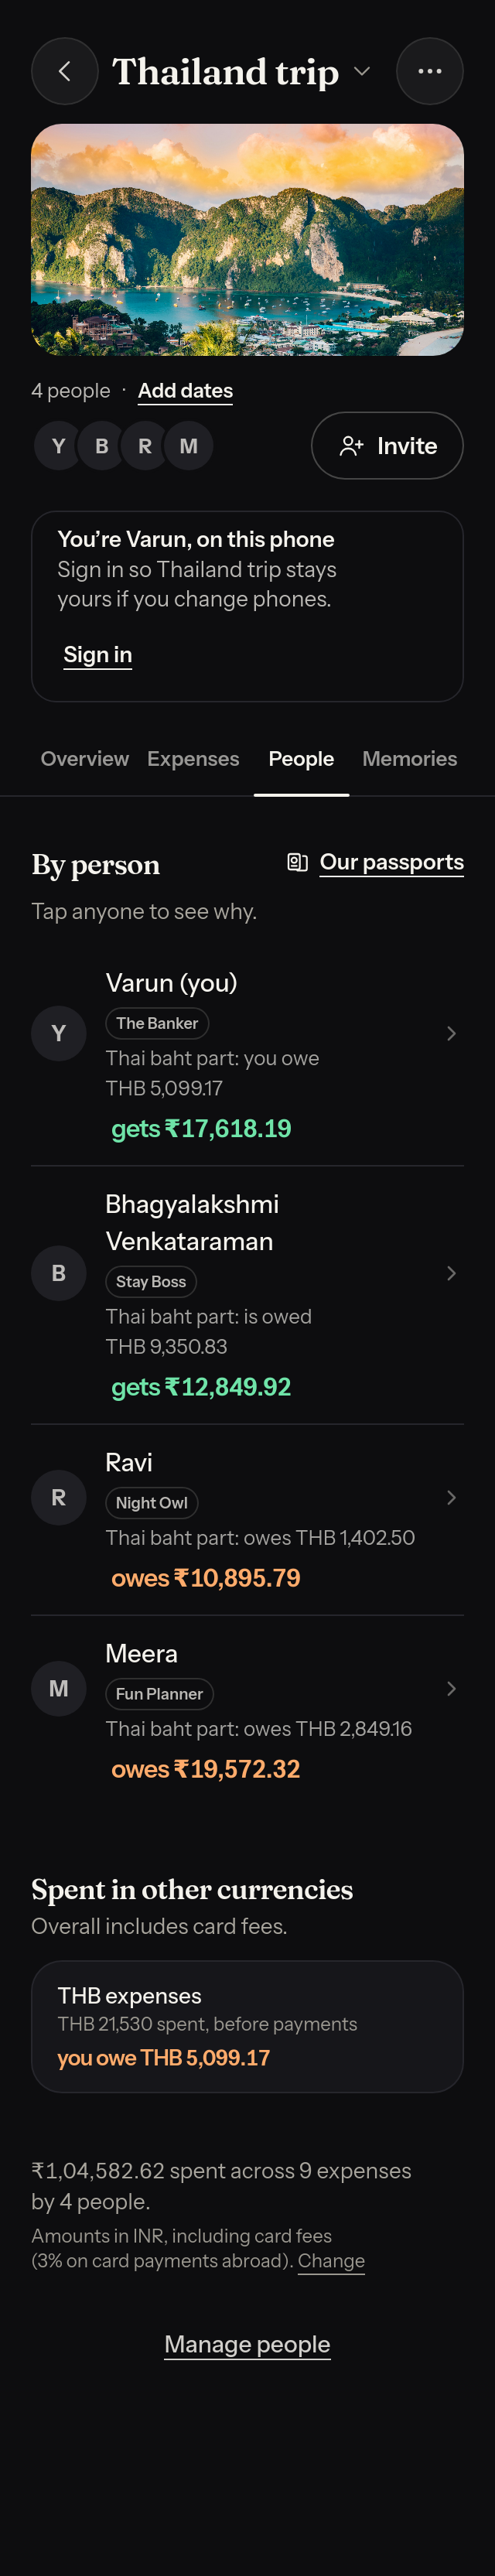 Thailand trip
4 people · Add dates
Y B R M
Invite
You’re Varun, on this phone
Sign in so Thailand trip stays
yours if you change phones.
Sign in
Overview Expenses People Memories
By person
Our passports
Tap anyone to see why.
Y
Varun (you)
The Banker
Thai baht part: you owe
THB 5,099.17
gets ₹17,618.19
B
Bhagyalakshmi
Venkataraman
Stay Boss
Thai baht part: is owed
THB 9,350.83
gets ₹12,849.92
R
Ravi
Night Owl
Thai baht part: owes THB 1,402.50
owes ₹10,895.79
M
Meera
Fun Planner
Thai baht part: owes THB 2,849.16
owes ₹19,572.32
Spent in other currencies
Overall includes card fees.
THB expenses
THB 21,530 spent, before payments
you owe THB 5,099.17
₹1,04,582.62 spent across 9 expenses
by 4 people.
Amounts in INR, including card fees
(3% on card payments abroad). Change
Manage people